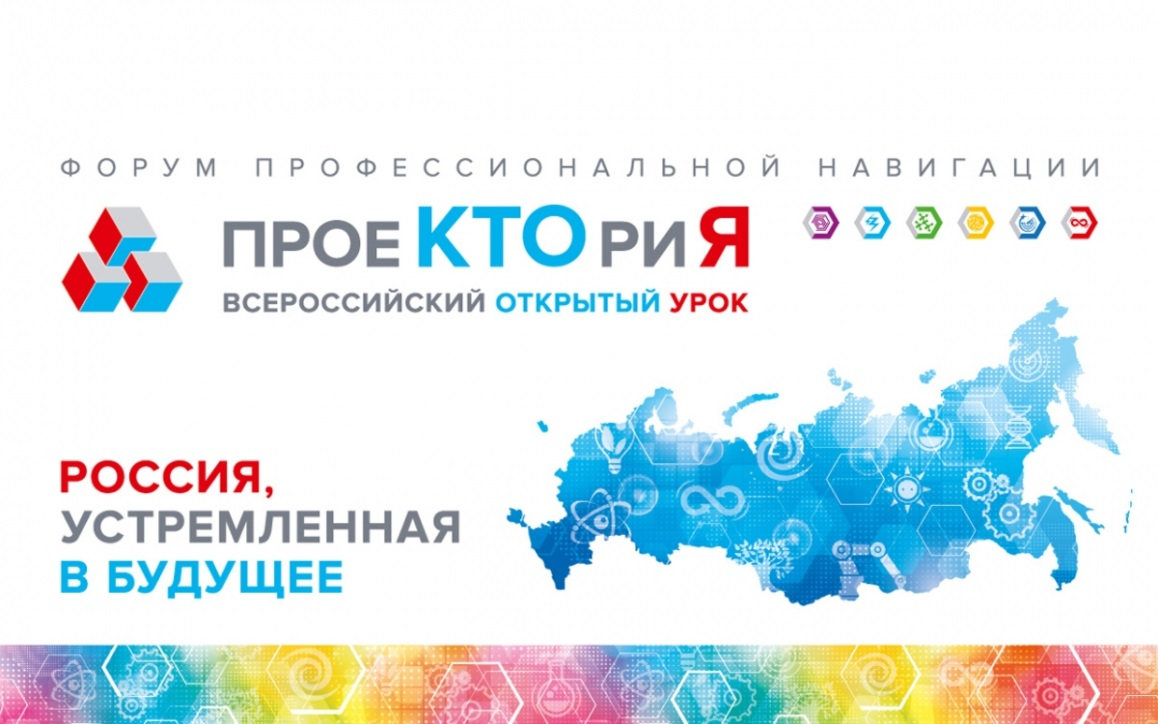 ФОРУМ ПРОФЕССИОНАЛЬНОЙ НАВИГАЦИИ
ПРОЕКТОРИЯ
ВСЕРОССИЙСКИЙ ОТКРЫТЫЙ УРОК
РОССИЯ,
УСТРЕМЛЕННАЯ
В БУДУЩЕЕ